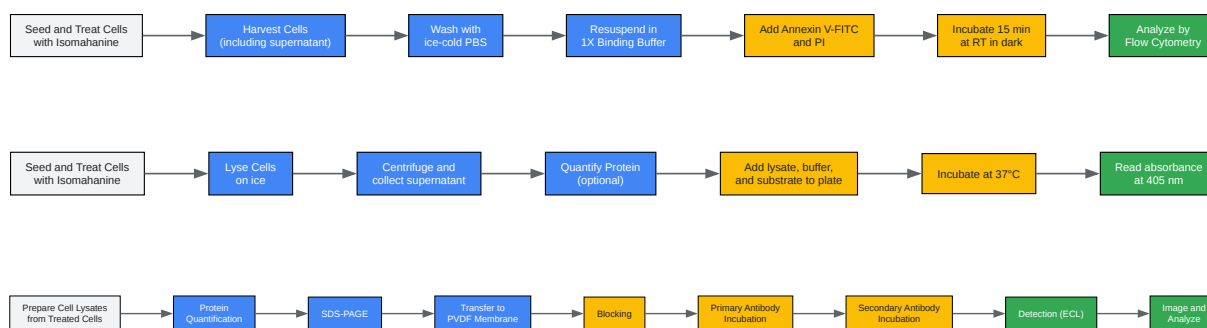 Seed and Treat Cells
with Isomahanine
Harvest Cells
(including supernatant)
Wash with
ice-cold PBS
Resuspend in
1X Binding Buffer
Add Annexin V-FITC
and PI
Incubate 15 min
at RT in dark
Analyze by
Flow Cytometry
Seed and Treat Cells
with Isomahanine
Lyse Cells
on ice
Centrifuge and
collect supernatant
Quantify Protein
(optional)
Add lysate, buffer,
and substrate to plate
Incubate at 37°C
Read absorbance
at 405 nm
Prepare Cell Lysates
from Treated Cells
Protein
Quantification
SDS-PAGE
Transfer to
PVDF Membrane
Blocking
Primary Antibody
Incubation
Secondary Antibody
Incubation
Detection (ECL)
Image and
Analyze